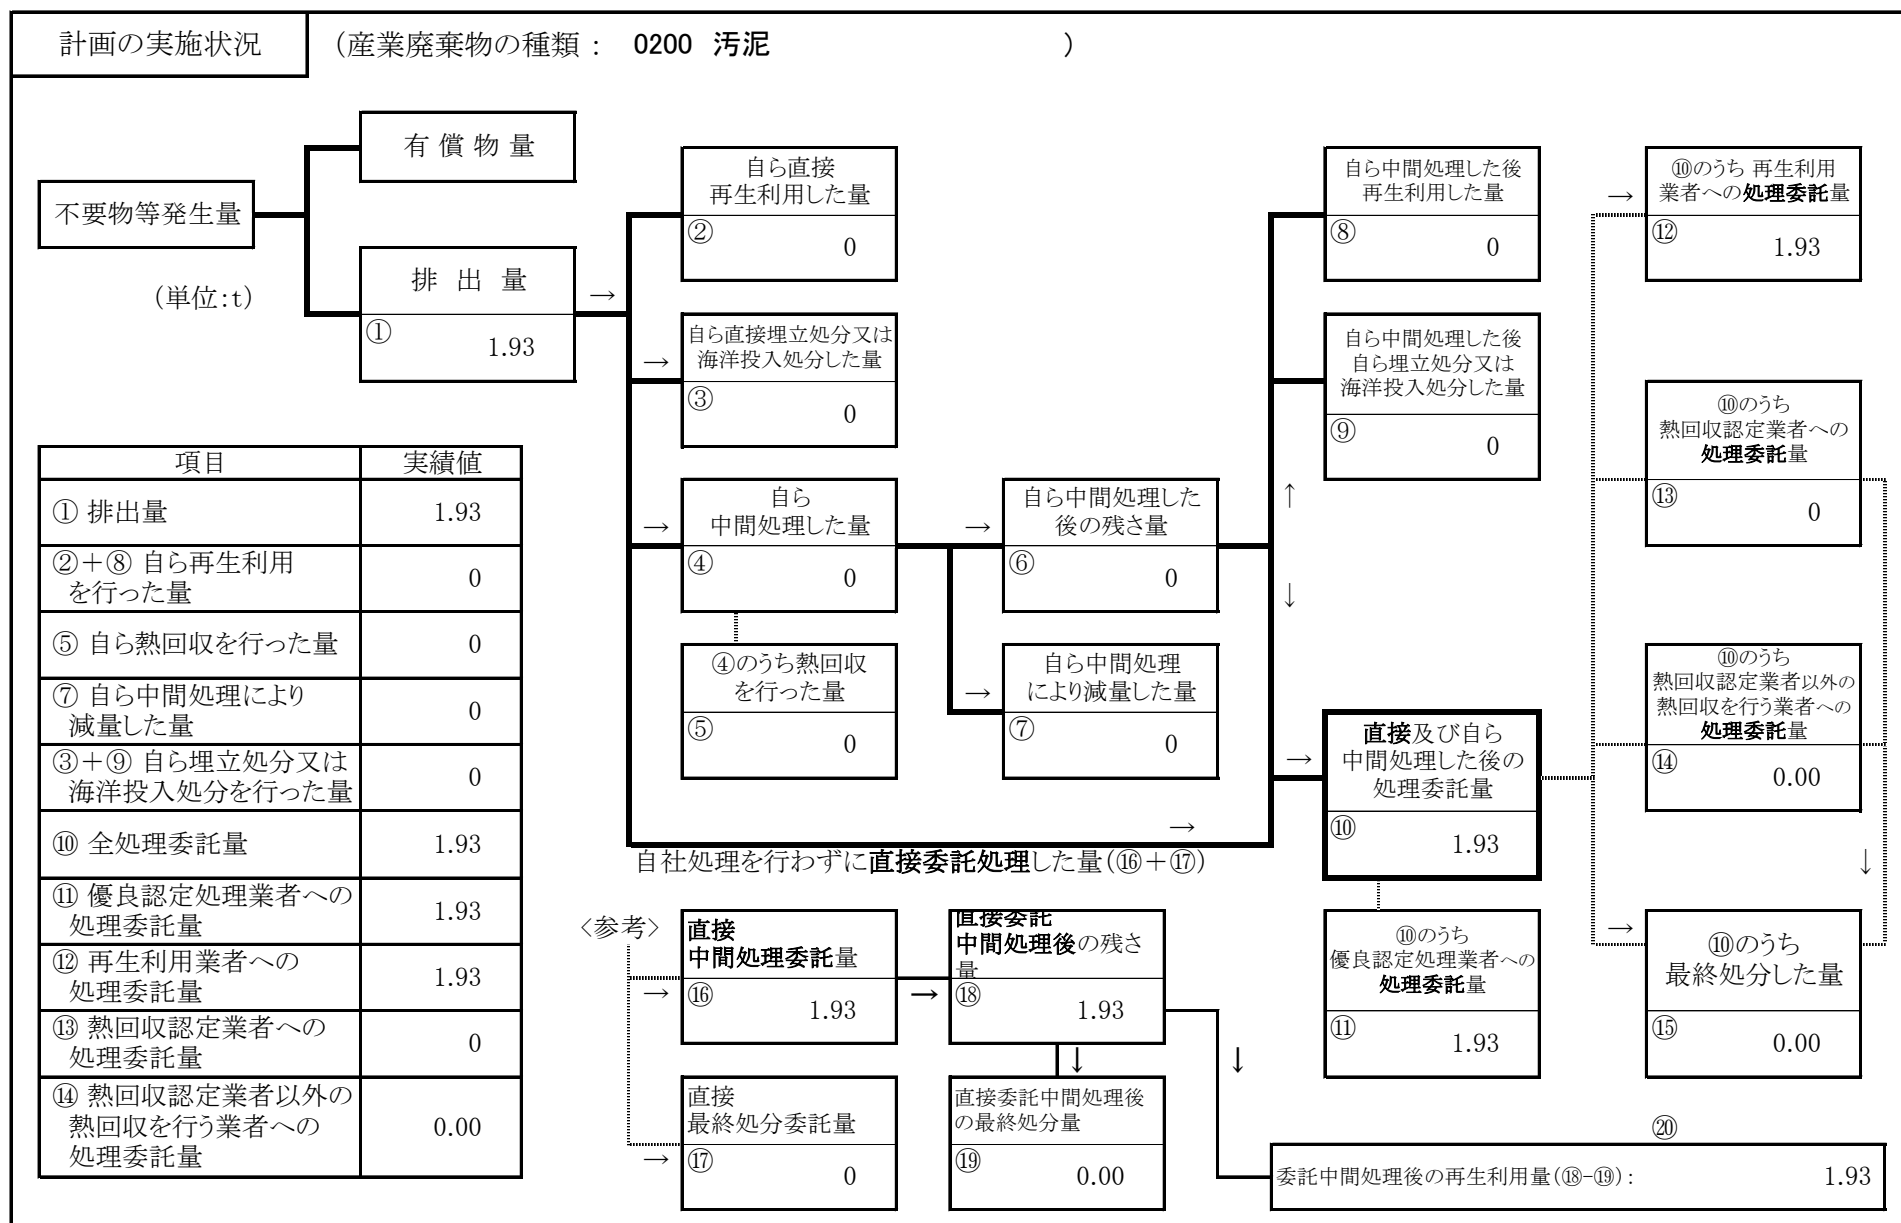 計画の実施状況
（産業廃棄物の種類： 0200 汚泥 ）
有 償 物 量
不要物等発生量
（単位:t）
排 出 量
→
①
1.93
自ら直接
再生利用した量
②
0
→
自ら直接埋立処分又は
海洋投入処分した量
③
0
→
自ら
中間処理した量
④
0
④のうち熱回収
を行った量
⑤
0
→
自ら中間処理した
後の残さ量
⑥
0
→
自ら中間処理
により減量した量
⑦
0
自ら中間処理した後
再生利用した量
⑧
0
自ら中間処理した後
自ら埋立処分又は
海洋投入処分した量
⑨
0
↑
↓
→
直接及び自ら
中間処理した後の
処理委託量
⑩
1.93
⑩のうち
優良認定処理業者への
処理委託量
⑪
1.93
→
⑩のうち 再生利用
業者への処理委託量
⑫
1.93
⑩のうち
熱回収認定業者への
処理委託量
⑬
0
⑩のうち
熱回収認定業者以外の
熱回収を行う業者への
処理委託量
⑭
0.00
↓
→
⑩のうち
最終処分した量
⑮
0.00
→
自社処理を行わずに直接委託処理した量（⑯＋⑰）
<参考>
→
直接
中間処理委託量
⑯
1.93
→
直接委託
中間処理後の残さ
量
⑱
1.93
↓
↓
→
直接
最終処分委託量
⑰
0
直接委託中間処理後
の最終処分量
⑲
0.00
⑳
委託中間処理後の再生利用量（⑱-⑲）: 1.93
項目 実績値
① 排出量 1.93
②＋⑧ 自ら再生利用
を行った量 0
⑤ 自ら熱回収を行った量 0
⑦ 自ら中間処理により
減量した量 0
③＋⑨ 自ら埋立処分又は
海洋投入処分を行った量 0
⑩ 全処理委託量 1.93
⑪ 優良認定処理業者への
処理委託量 1.93
⑫ 再生利用業者への
処理委託量 1.93
⑬ 熱回収認定業者への
処理委託量 0
⑭ 熱回収認定業者以外の
熱回収を行う業者への
処理委託量 0.00